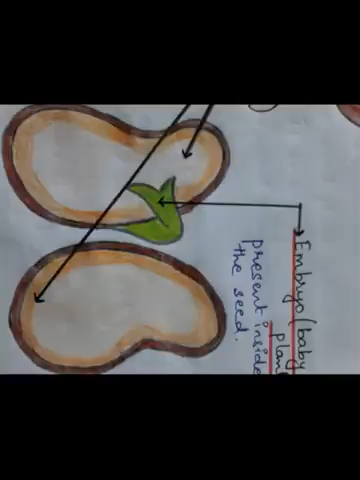 Embryo (baby
plant
present inside
the seed.